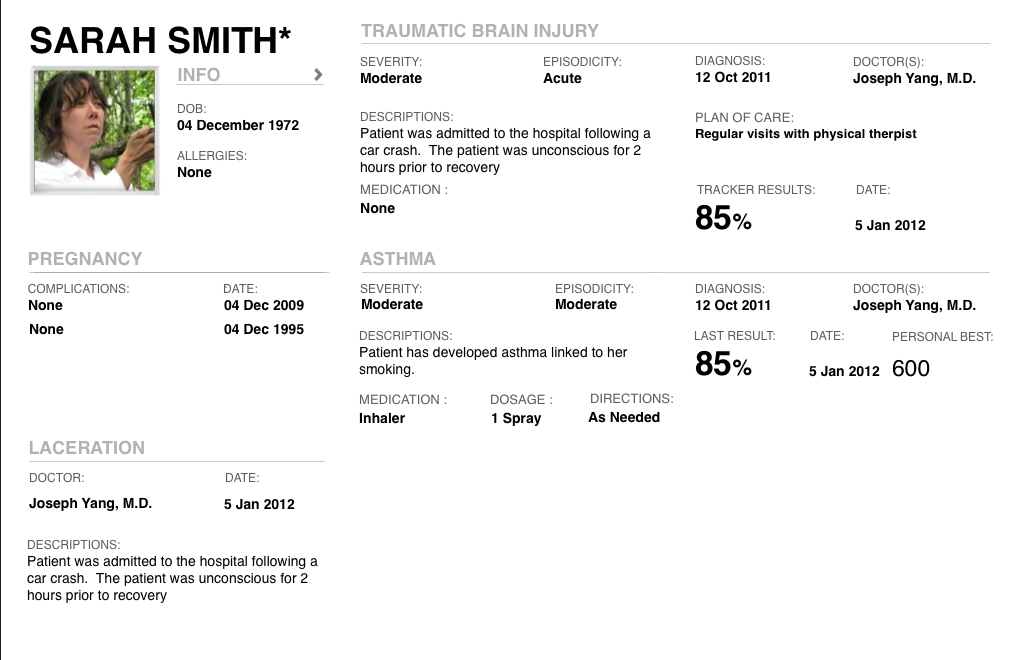 SARAH SMITH*
INFO
DOB:
04 December 1972
ALLERGIES:
None
TRAUMATIC BRAIN INJURY
SEVERITY: EPISODICITY: DIAGNOSIS: DOCTOR(S):
Moderate Acute 12 Oct 2011 Joseph Yang, M.D.
DESCRIPTIONS:
Patient was admitted to the hospital following a
car crash. The patient was unconscious for 2
hours prior to recovery
PLAN OF CARE:
Regular visits with physical therpist
MEDICATION :
None
TRACKER RESULTS: DATE:
85% 5 Jan 2012
PREGNANCY
COMPLICATIONS: DATE:
None 04 Dec 2009
None 04 Dec 1995
ASTHMA
SEVERITY: EPISODICITY: DIAGNOSIS: DOCTOR(S):
Moderate Moderate 12 Oct 2011 Joseph Yang, M.D.
DESCRIPTIONS:
Patient has developed asthma linked to her
smoking.
LAST RESULT: DATE: PERSONAL BEST:
85% 5 Jan 2012 600
MEDICATION : DOSAGE : DIRECTIONS:
Inhaler 1 Spray As Needed
LACERATION
DOCTOR: DATE:
Joseph Yang, M.D. 5 Jan 2012
DESCRIPTIONS:
Patient was admitted to the hospital following a
car crash. The patient was unconscious for 2
hours prior to recovery